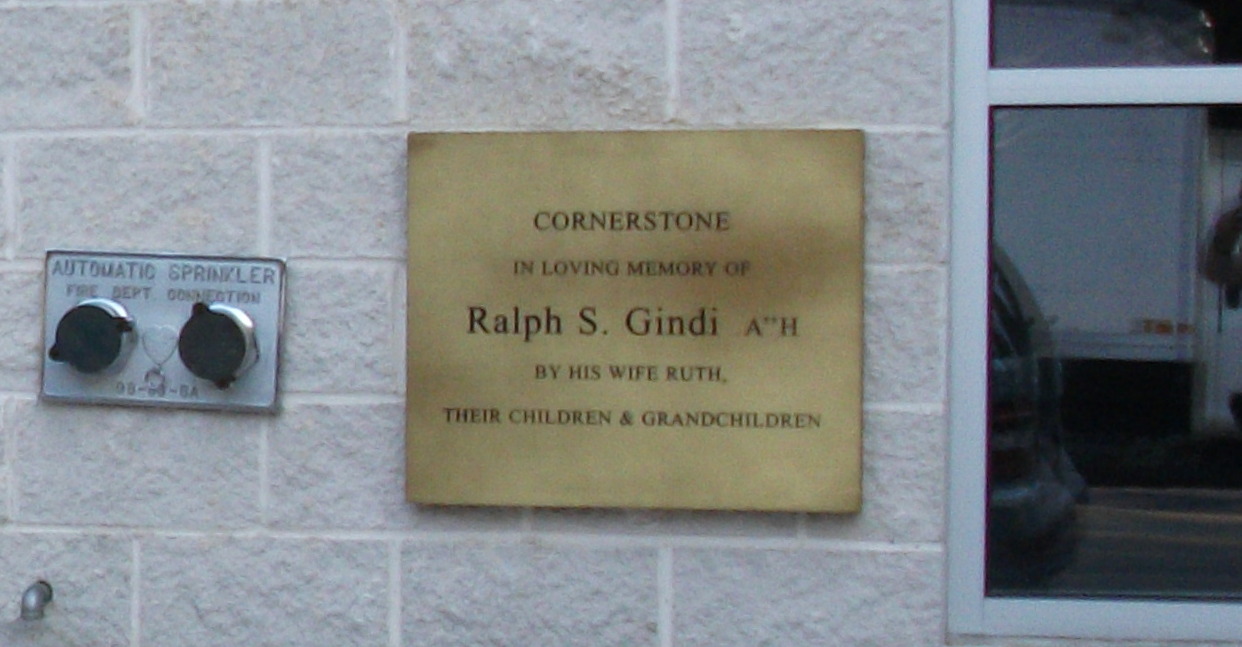 AUTOMATIC SPRINKLER
FIRE DEPT. CONNECTION
CORNERSTONE
IN LOVING MEMORY OF
Ralph S. Gindi A"H
BY HIS WIFE RUTH,
THEIR CHILDREN & GRANDCHILDREN